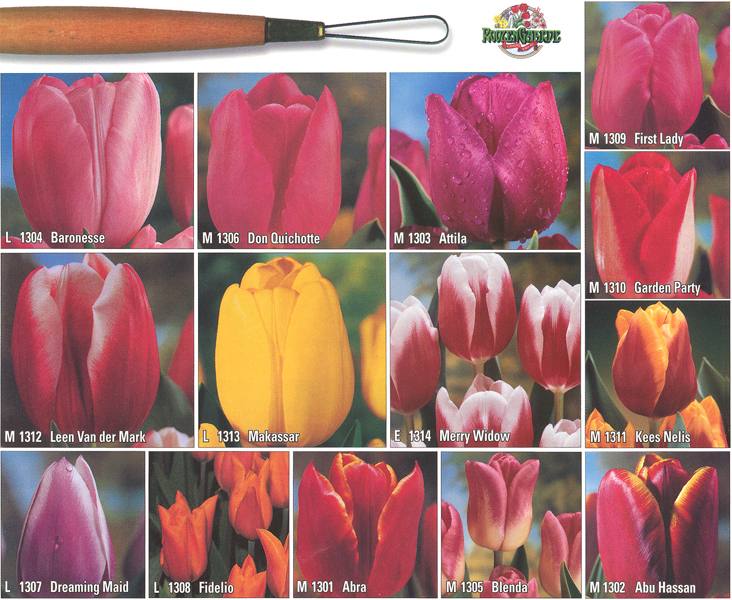 M 1309 First Lady
L 1304 Baronesse
M 1306 Don Quichotte
M 1303 Attila
M 1310 Garden Party
M 1312 Leen Van der Mark
L 1313 Makassar
E 1314 Merry Widow
M 1311 Kees Nelis
L 1307 Dreaming Maid
L 1308 Fidelio
M 1301 Abra
M 1305 Blenda
M 1302 Abu Hassan